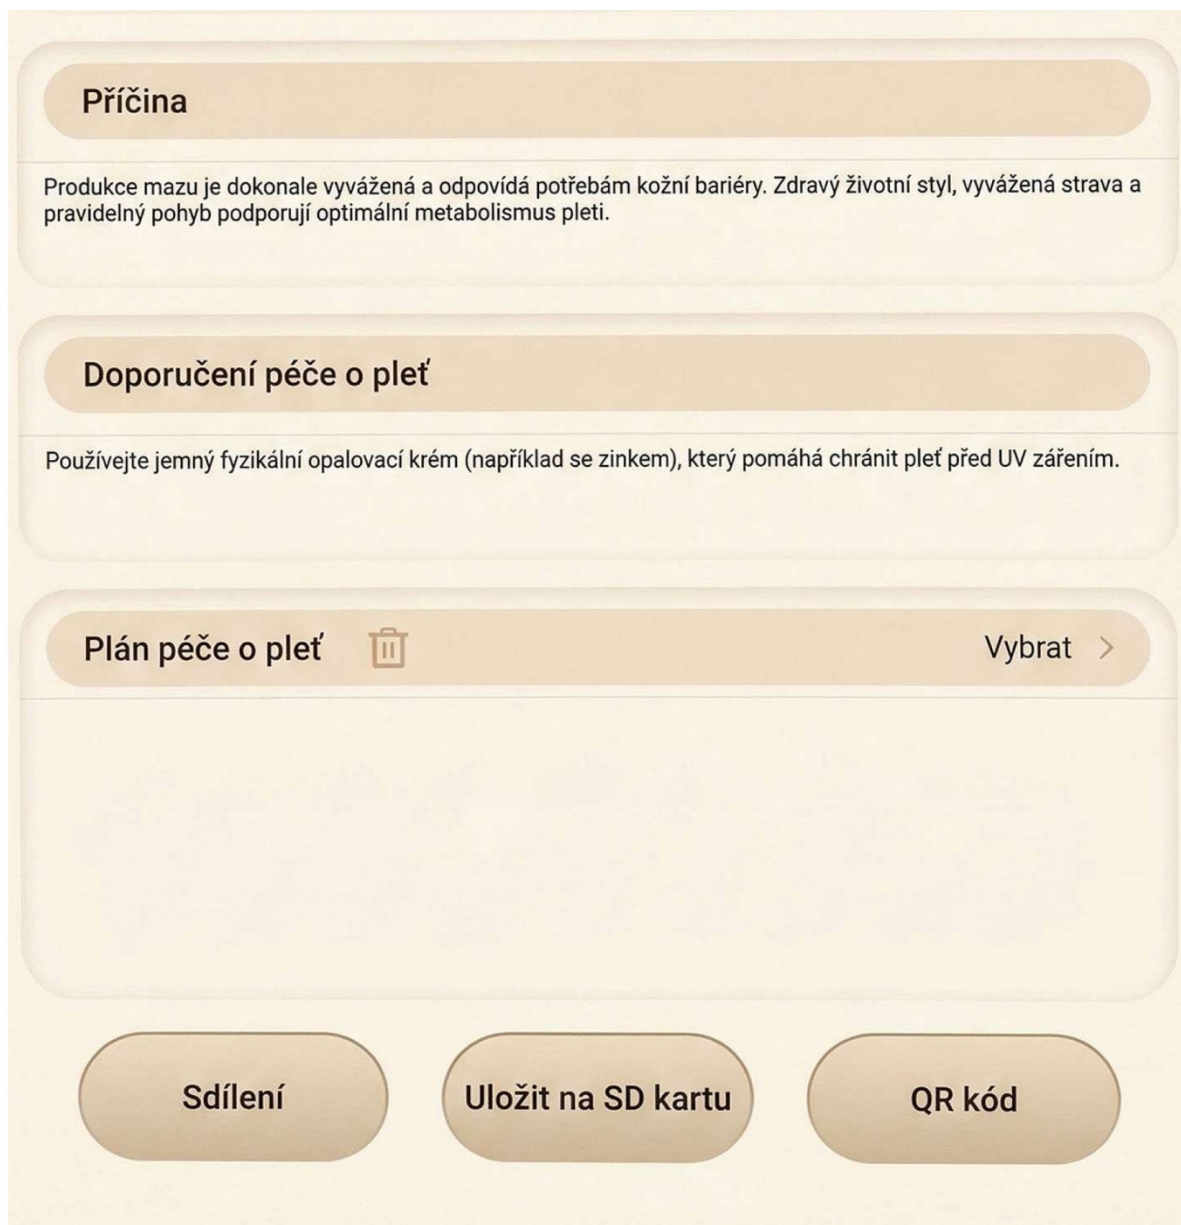 Příčina
Produkce mazu je dokonale vyvážená a odpovídá potřebám kožní bariéry. Zdravý životní styl, vyvážená strava a
pravidelný pohyb podporují optimální metabolismus pleti.
Doporučení péče o pleť
Používejte jemný fyzikální opalovací krém (například se zinkem), který pomáhá chránit pleť před UV zářením.
Plán péče o pleť Vybrat
Sdílení Uložit na SD kartu QR kód